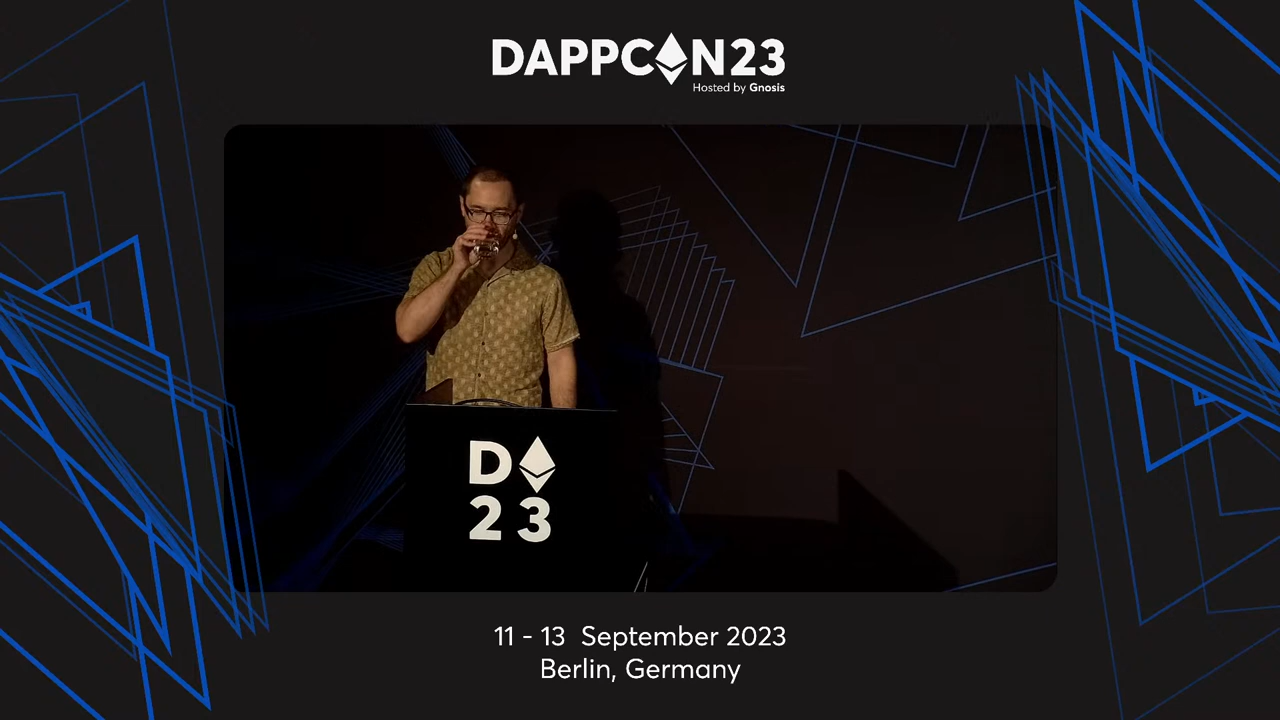 DAPPCON23
Hosted by Gnosis
D
23
11 - 13 September 2023
Berlin, Germany